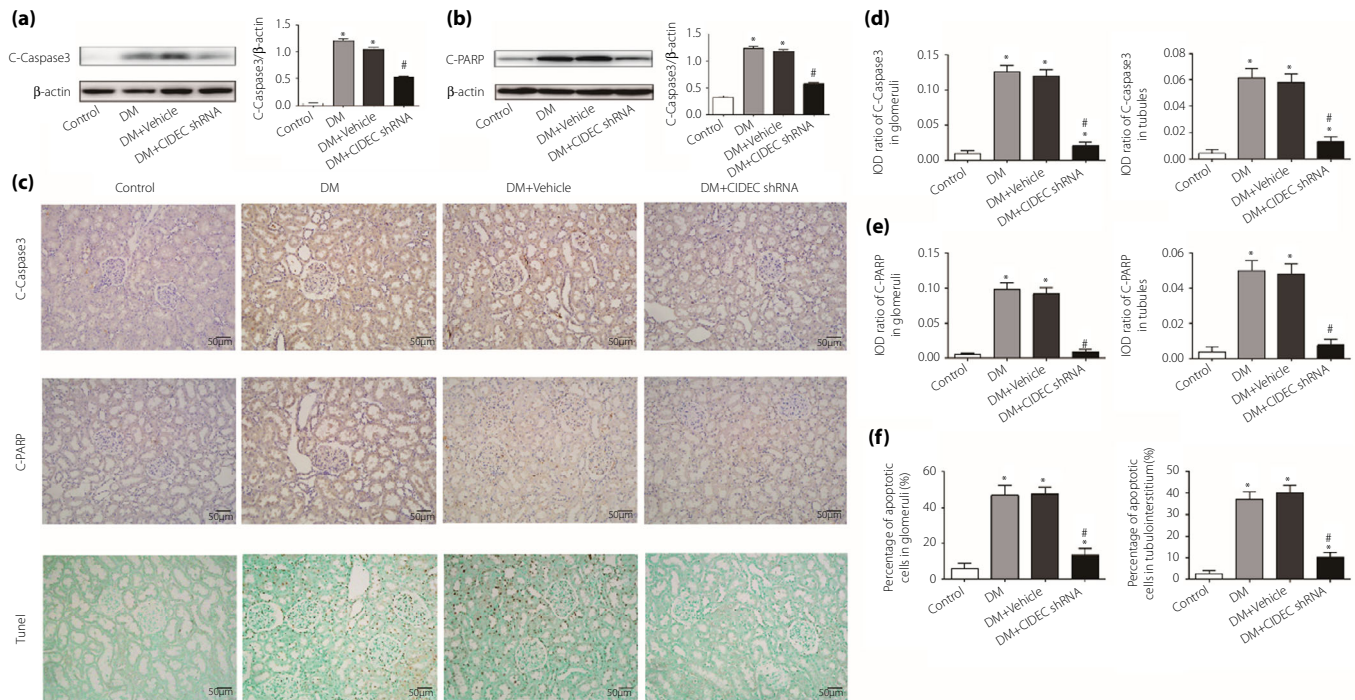 (a)
C-Caspase3
β-actin
Control
DM
DM+Vehicle
DM+CIDEC shRNA
C-Caspase3/β-actin
1.5
1.0
0.5
0.0
Control
DM
DM+Vehicle
DM+CIDEC shRNA
*
*
#
(b)
C-PARP
β-actin
Control
DM
DM+Vehicle
DM+CIDEC shRNA
C-Caspase3/β-actin
1.5
1.0
0.5
0.0
Control
DM
DM+Vehicle
DM+CIDEC shRNA
*
*
#
(c)
Control
DM
DM+Vehicle
DM+CIDEC shRNA
C-Caspase3
50μm
50μm
50μm
50μm
C-PARP
50μm
50μm
50μm
50μm
Tunel
50μm
50μm
50μm
50μm
(d)
IOD ratio of C-Caspase3
in glomeruli
0.15
0.10
0.05
0.00
*
*
#
*
Control
DM
DM+Vehicle
DM+CIDEC shRNA
IOD ratio of C-caspase3
in tubules
0.08
0.06
0.04
0.02
0.00
*
*
#
*
Control
DM
DM+Vehicle
DM+CIDEC shRNA
(e)
IOD ratio of C-PARP
in glomeruli
0.15
0.10
0.05
0.00
*
*
#
Control
DM
DM+Vehicle
DM+CIDEC shRNA
IOD ratio of C-PARP
in tubules
0.06
0.04
0.02
0.00
*
*
#
Control
DM
DM+Vehicle
DM+CIDEC shRNA
(f)
Percentage of apoptotic
cells in glomeruli (%)
60
40
20
0
*
*
#
*
Control
DM
DM+Vehicle
DM+CIDEC shRNA
Percentage of apoptotic
cells in tubulointerstitium(%)
50
40
30
20
10
0
*
*
#
*
Control
DM
DM+Vehicle
DM+CIDEC shRNA